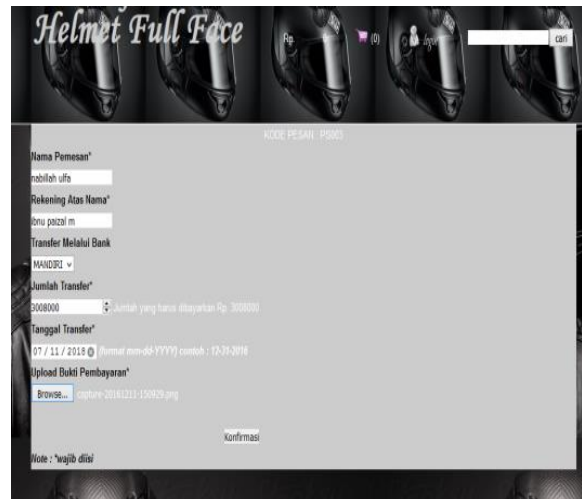 Helmet Full Face
Rp. (0) cari
KODE PESAN : PS003
Nama Pemesan*
nabillah ulfa
Rekening Atas Nama*
ibnu paizal m
Transfer Melalui Bank
MANDIRI
Jumlah Transfer*
3008000 Jumlah yang harus dibayarkan Rp. 3008000
Tanggal Transfer*
07 / 11 / 2018 (format mm-dd-YYYY) contoh : 12-31-2016
Upload Bukti Pembayaran*
Browse... capture-20161211-150929.png
Konfirmasi
Note : *wajib diisi